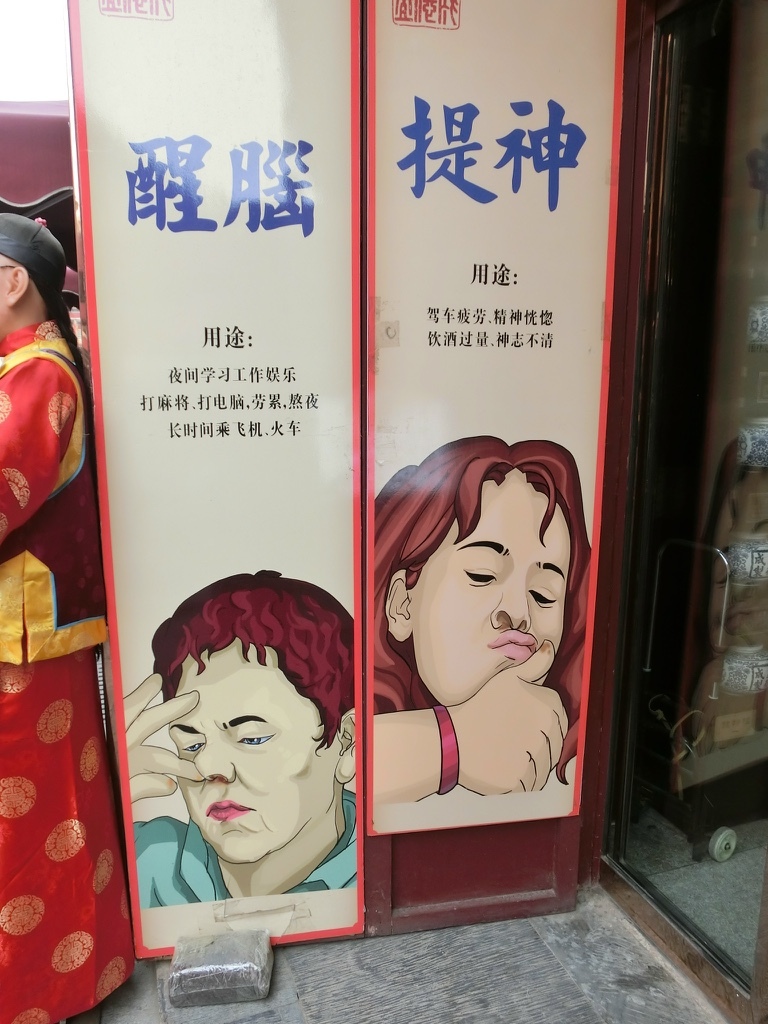 醒腦
用途:
夜间学习工作娱乐
打麻将、打电脑,劳累,熬夜
长时间乘飞机、火车
提神
用途:
驾车疲劳、精神恍惚
饮酒过量、神志不清